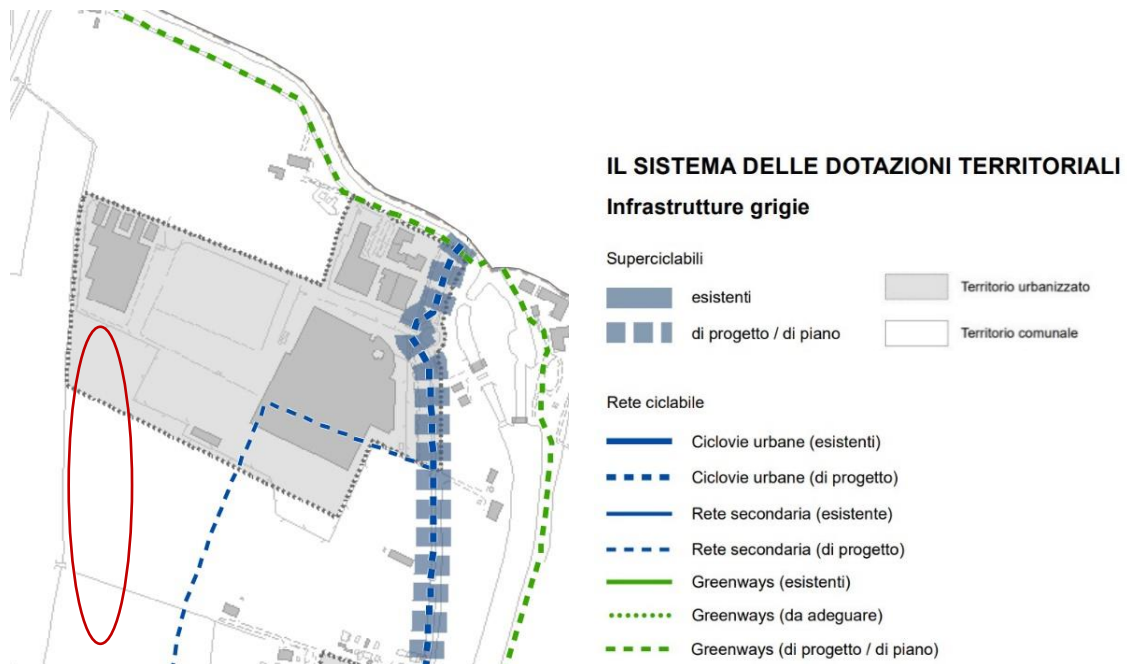 IL SISTEMA DELLE DOTAZIONI TERRITORIALI
Infrastrutture grigie
Superciclabili
esistenti
di progetto / di piano
Territorio urbanizzato
Territorio comunale
Rete ciclabile
Ciclovie urbane (esistenti)
Ciclovie urbane (di progetto)
Rete secondaria (esistente)
Rete secondaria (di progetto)
Greenways (esistenti)
Greenways (da adeguare)
Greenways (di progetto / di piano)